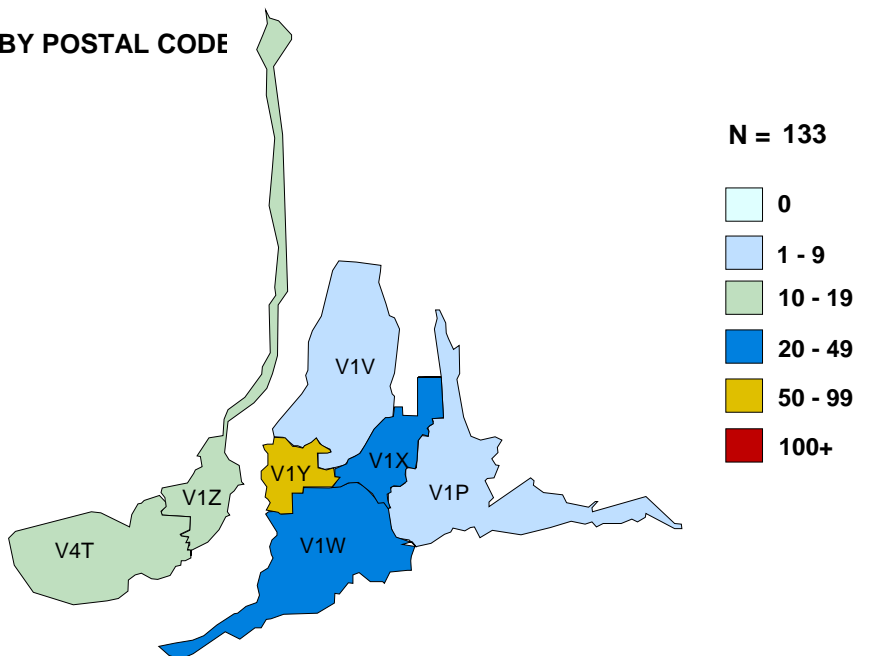 BY POSTAL CODE
N = 133
0
1 - 9
10 - 19
20 - 49
50 - 99
100+
V1V
V1X
V1Y
V1P
V1Z
V1W
V4T